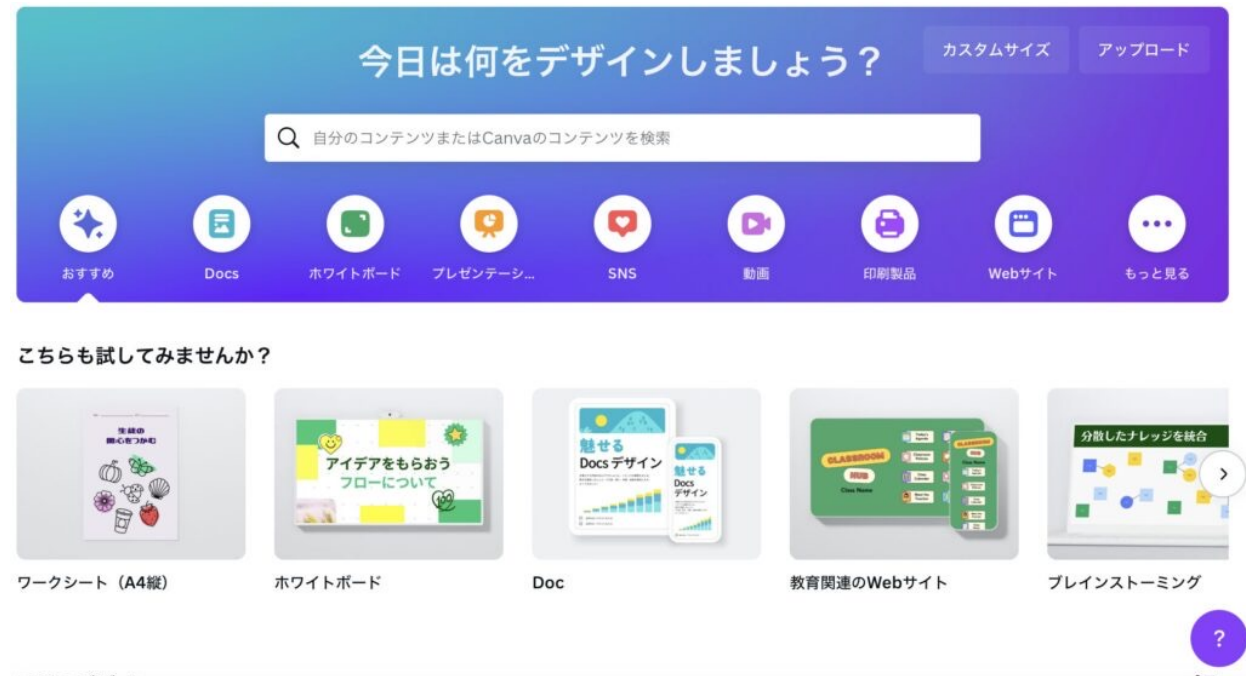 今日は何をデザインしましょう？
カスタムサイズ
アップロード
自分のコンテンツまたはCanvaのコンテンツを検索
おすすめ
Docs
ホワイトボード
プレゼンテーシ...
SNS
動画
印刷製品
Webサイト
もっと見る
こちらも試してみませんか？
生徒の
関心をつかむ
アイデアをもらおう
フローについて
魅せる
Docs デザイン
魅せる
Docs
デザイン
CLASSROOM
HUB
Class Name
CLASSROOM
HUB
Class Name
分散したナレッジを統合
ワークシート（A4縦）
ホワイトボード
Doc
教育関連のWebサイト
ブレインストーミング
?